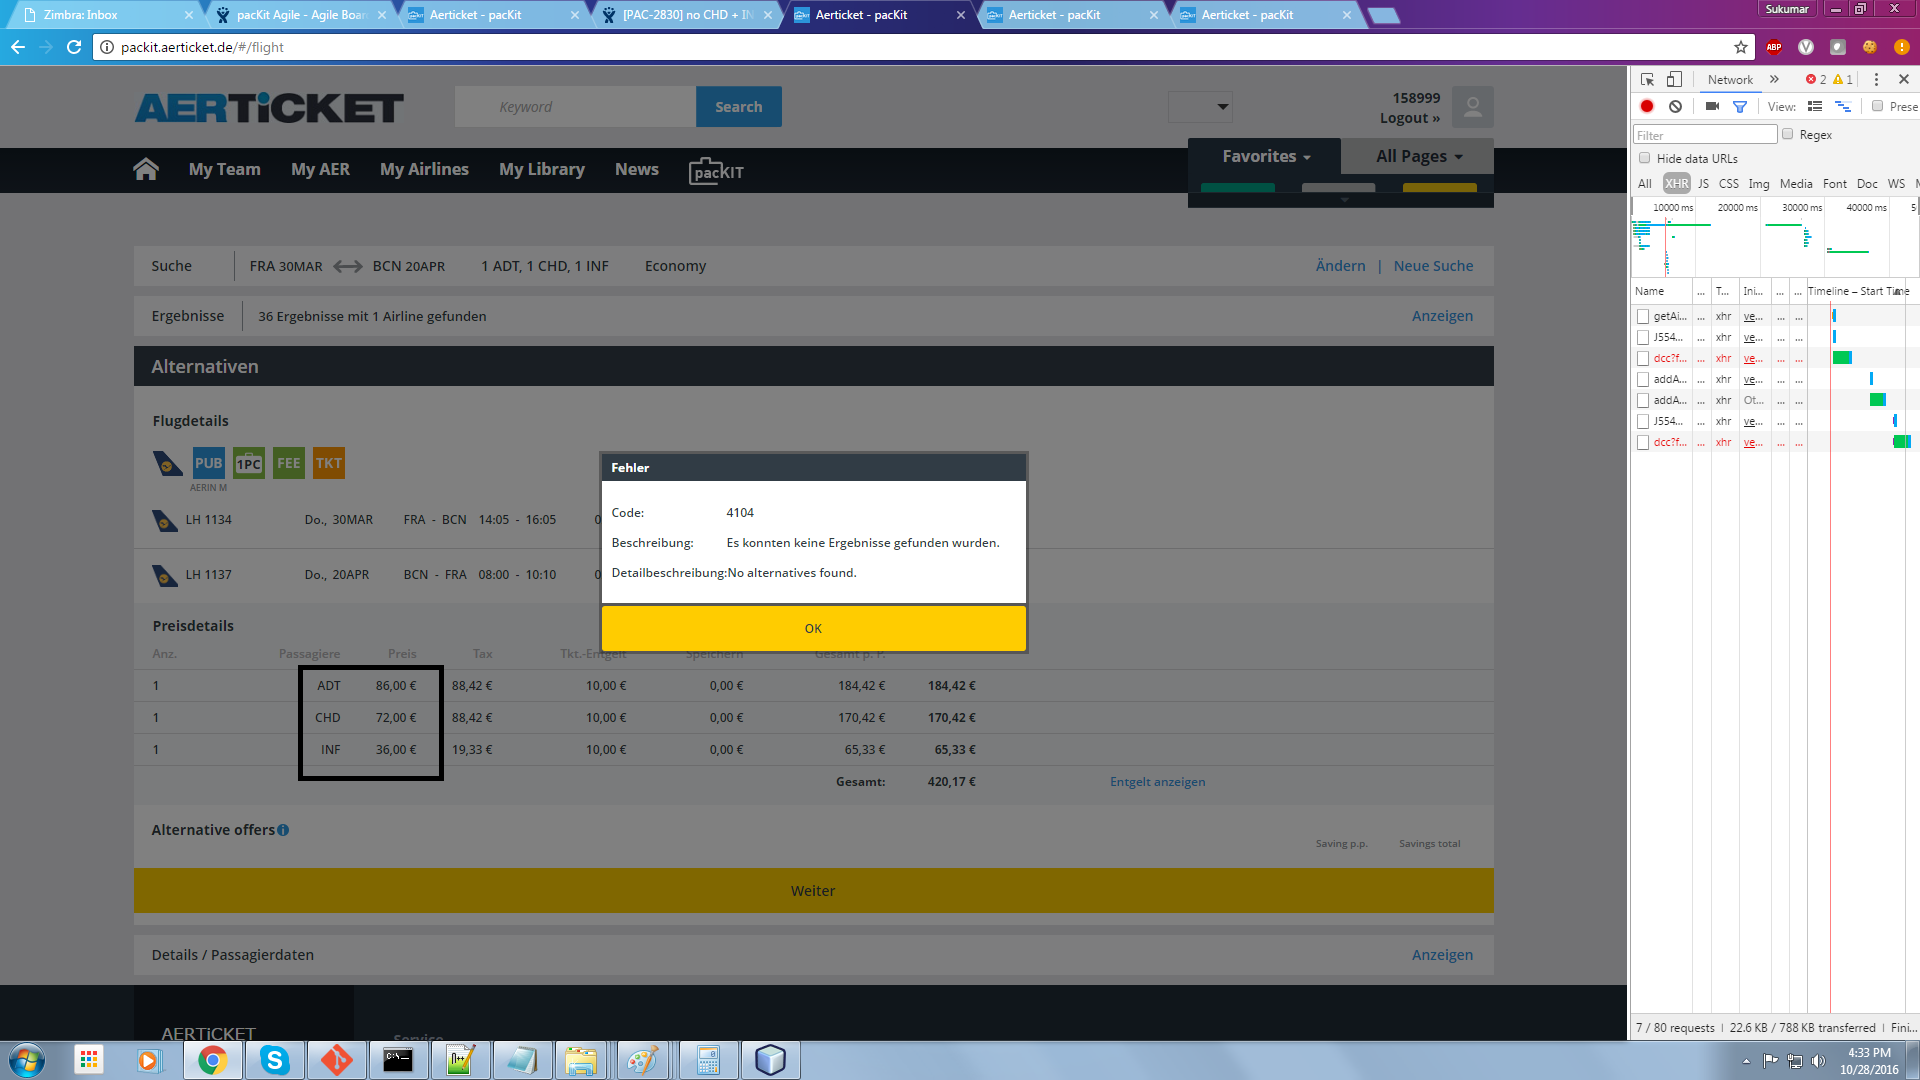 Zimbra: Inbox
pacKit Agile - Agile Boar
Aerticket - pacKit
[PAC-2830] no CHD + IN
Aerticket - pacKit
Aerticket - pacKit
Aerticket - pacKit
Sukumar
packit.aerticket.de/#/flight
ABP
AERTiCKET
Keyword
Search
158999
Logout »
My Team
My AER
My Airlines
My Library
News
pacKIT
Favorites
All Pages
Suche
FRA 30MAR
BCN 20APR
1 ADT, 1 CHD, 1 INF
Economy
Ändern | Neue Suche
Ergebnisse
36 Ergebnisse mit 1 Airline gefunden
Anzeigen
Alternativen
Flugdetails
PUB
1PC
FEE
TKT
AERIN M
LH 1134 Do., 30MAR FRA - BCN 14:05 - 16:05 0
LH 1137 Do., 20APR BCN - FRA 08:00 - 10:10 0
Fehler
Code: 4104
Beschreibung: Es konnten keine Ergebnisse gefunden wurden.
Detailbeschreibung:No alternatives found.
OK
Preisdetails
Anz. Passagiere Preis Tax Tkt.-Entgelt Speichern Gesamt p. P.
1 ADT 86,00 € 88,42 € 10,00 € 0,00 € 184,42 € 184,42 €
1 CHD 72,00 € 88,42 € 10,00 € 0,00 € 170,42 € 170,42 €
1 INF 36,00 € 19,33 € 10,00 € 0,00 € 65,33 € 65,33 €
Gesamt: 420,17 €
Entgelt anzeigen
Alternative offers
Saving p.p. Savings total
Weiter
Details / Passagierdaten
Anzeigen
AERTiCKET
Service
Network
2
1
View:
Prese
Filter
Regex
Hide data URLs
All XHR JS CSS Img Media Font Doc WS
10000 ms 20000 ms 30000 ms 40000 ms 5
Name ... T... Ini... ... ... Timeline – Start Time
getAi... ... xhr ve... ... ...
J554... ... xhr ve... ... ...
dcc?f... ... xhr ve... ... ...
addA... ... xhr ve... ... ...
addA... ... xhr Ot... ... ...
J554... ... xhr ve... ... ...
dcc?f... ... xhr ve... ... ...
7 / 80 requests | 22.6 KB / 788 KB transferred | Fini...
4:33 PM
10/28/2016